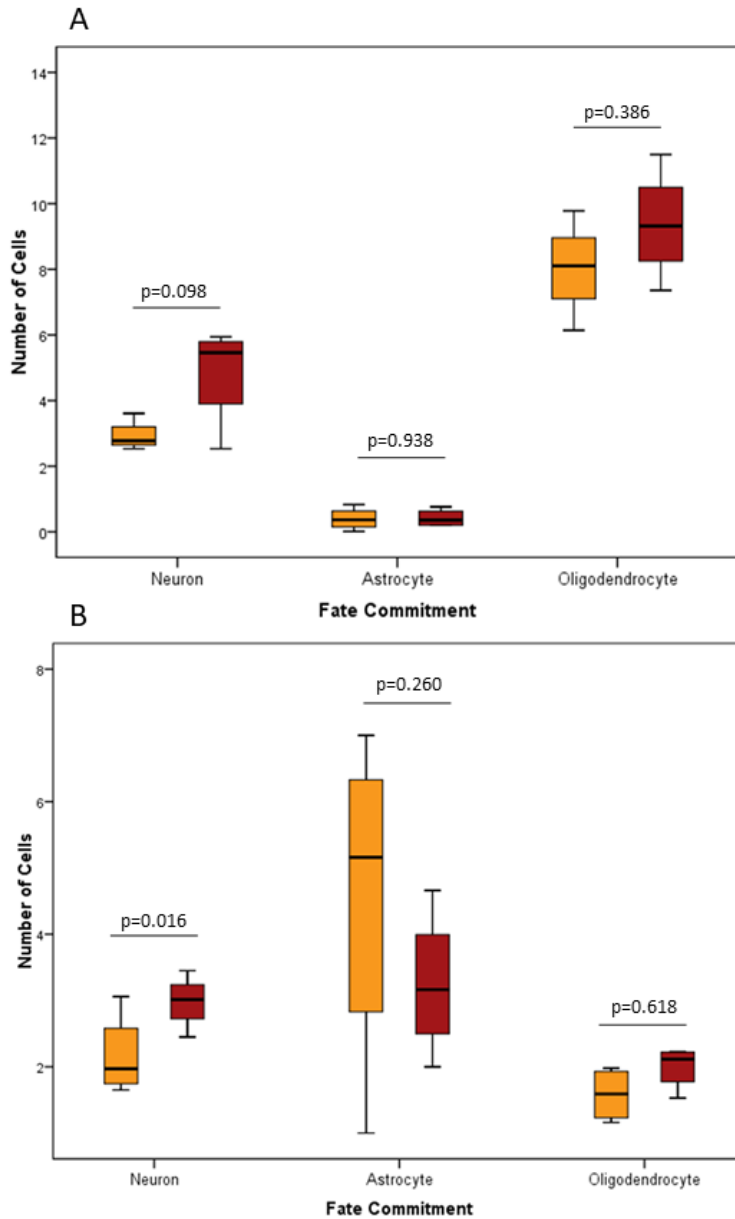 A
14
12
10
8
6
4
2
0
Number of Cells
p=0.098
p=0.938
p=0.386
Neuron
Astrocyte
Oligodendrocyte
Fate Commitment
B
8
6
4
2
Number of Cells
p=0.016
p=0.260
p=0.618
Neuron
Astrocyte
Oligodendrocyte
Fate Commitment